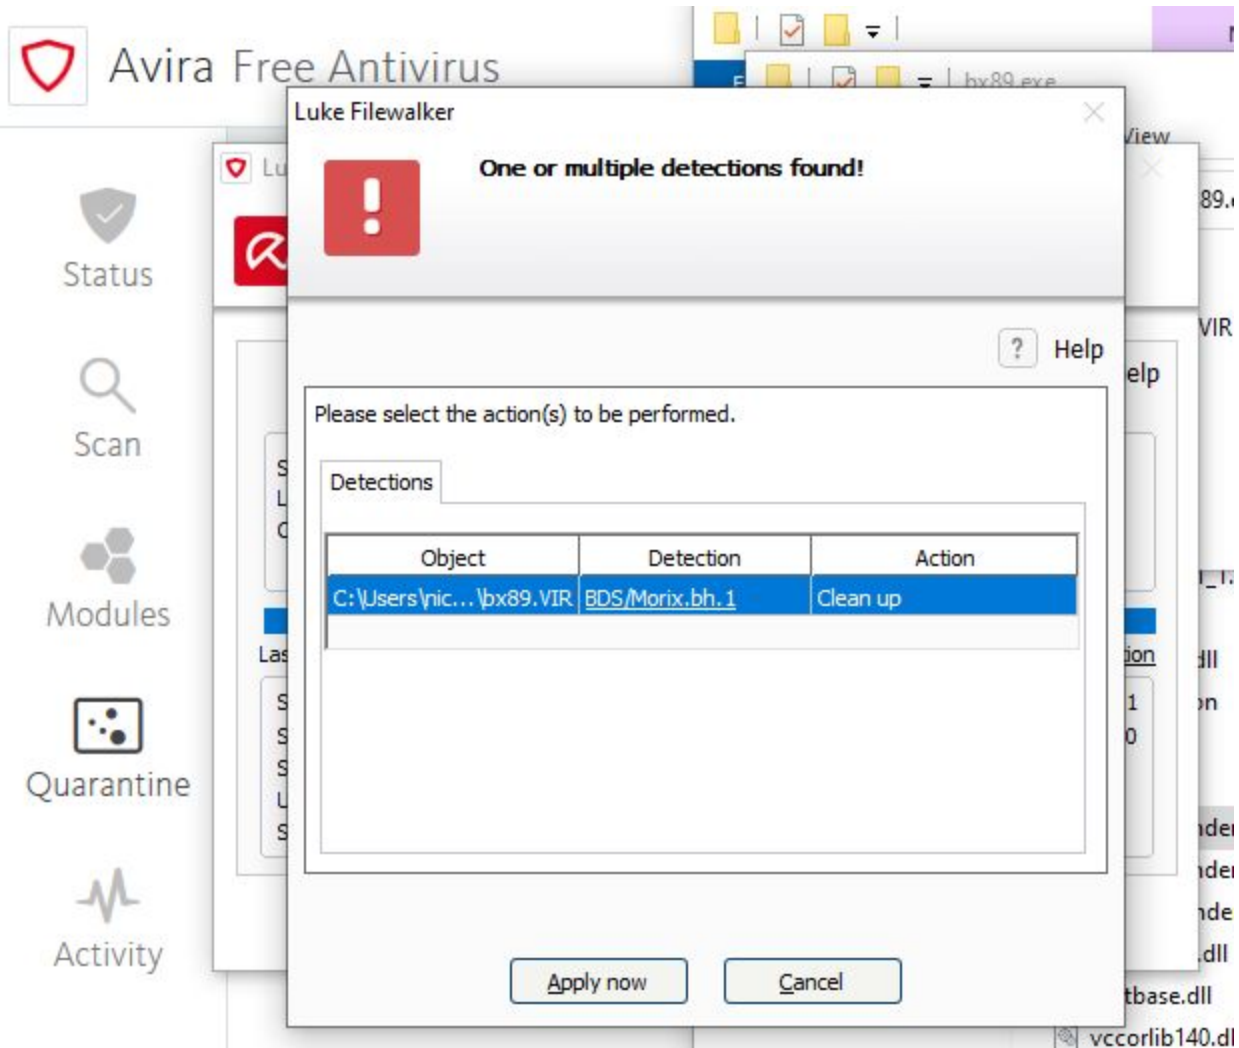 Avira Free Antivirus
bx89.exe
View
Luke Filewalker
One or multiple detections found!
Status
Help
Please select the action(s) to be performed.
Scan
Detections
Object Detection Action
C:\Users\nic...\bx89.VIR BDS/Morix.bh.1 Clean up
Modules
Quarantine
Activity
Apply now Cancel
tbase.dll
vccorlib140.dl